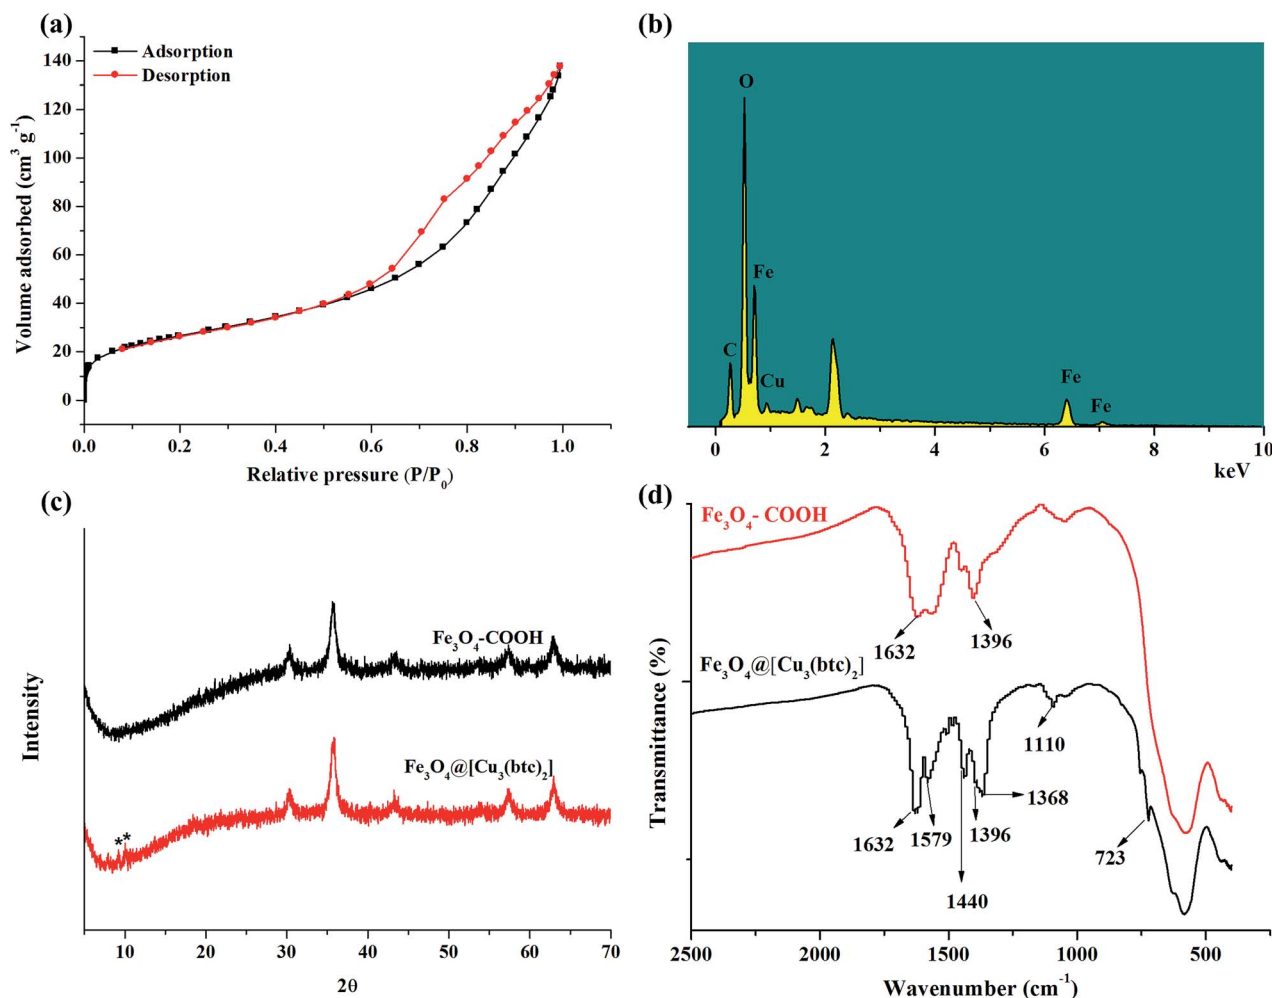 (a)
Adsorption
Desorption
Volume adsorbed (cm³ g⁻¹)
140
120
100
80
60
40
20
0
0.0 0.2 0.4 0.6 0.8 1.0
Relative pressure (P/P₀)
(b)
O
Fe
C
Cu
Fe
Fe
0 2 4 6 8 10
keV
(c)
Intensity
Fe₃O₄-COOH
Fe₃O₄@[Cu₃(btc)₂]
* *
10 20 30 40 50 60 70
2θ
(d)
Transmittance (%)
Fe₃O₄- COOH
1632
1396
Fe₃O₄@[Cu₃(btc)₂]
1110
1632 1579 1396 1368
723
1440
2500 2000 1500 1000 500
Wavenumber (cm⁻¹)